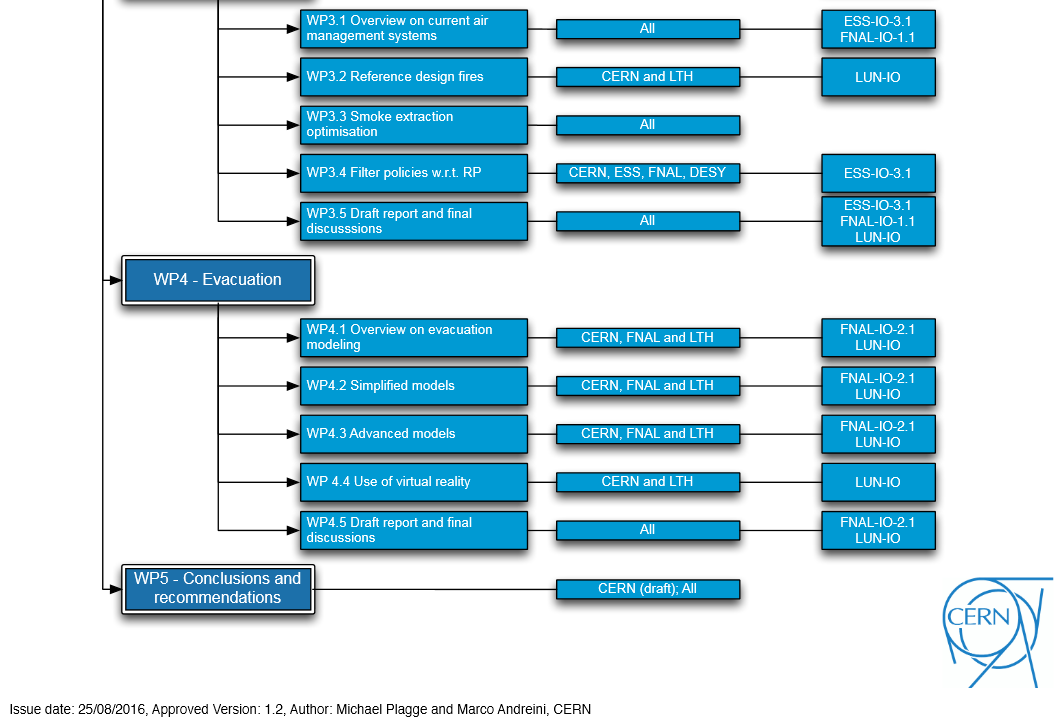 WP3.1 Overview on current air
management systems
All
ESS-IO-3.1
FNAL-IO-1.1
WP3.2 Reference design fires
CERN and LTH
LUN-IO
WP3.3 Smoke extraction
optimisation
All
WP3.4 Filter policies w.r.t. RP
CERN, ESS, FNAL, DESY
ESS-IO-3.1
WP3.5 Draft report and final
discusssions
All
ESS-IO-3.1
FNAL-IO-1.1
LUN-IO
WP4 - Evacuation
WP4.1 Overview on evacuation
modeling
CERN, FNAL and LTH
FNAL-IO-2.1
LUN-IO
WP4.2 Simplified models
CERN, FNAL and LTH
FNAL-IO-2.1
LUN-IO
WP4.3 Advanced models
CERN, FNAL and LTH
FNAL-IO-2.1
LUN-IO
WP 4.4 Use of virtual reality
CERN and LTH
LUN-IO
WP4.5 Draft report and final
discussions
All
FNAL-IO-2.1
LUN-IO
WP5 - Conclusions and
recommendations
CERN (draft); All
CERN
Issue date: 25/08/2016, Approved Version: 1.2, Author: Michael Plagge and Marco Andreini, CERN